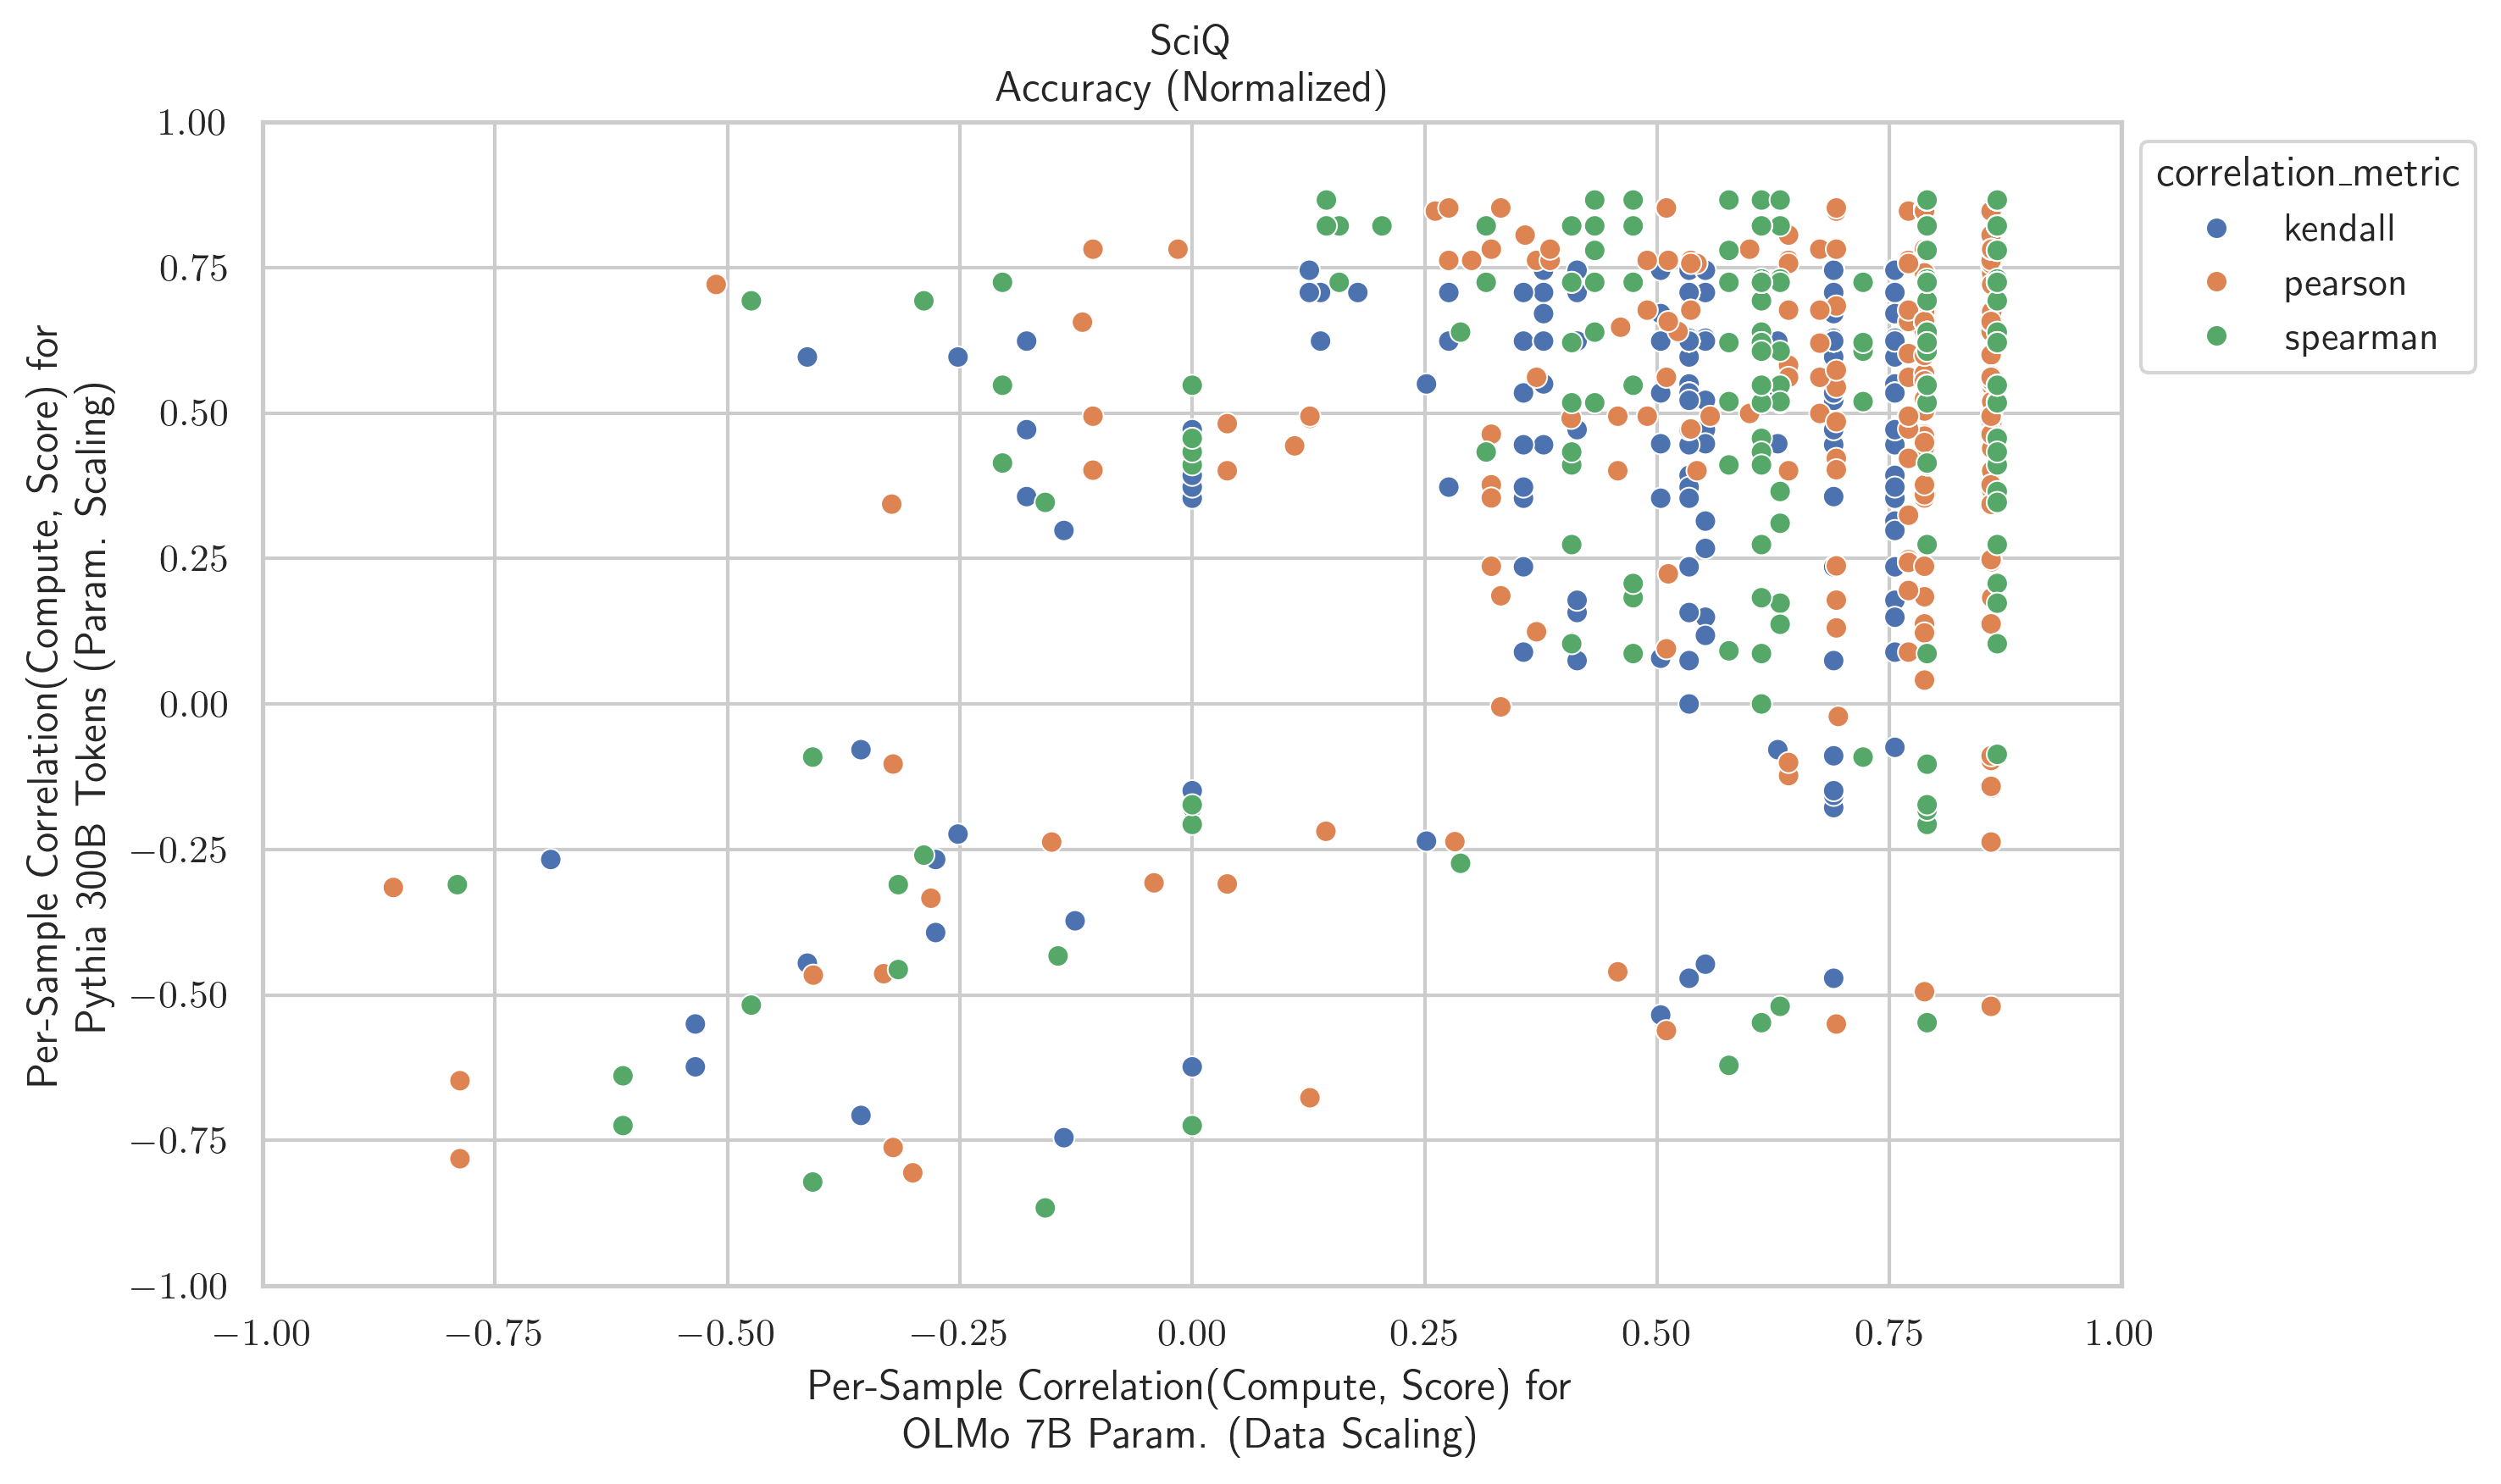 SciQ
Accuracy (Normalized)
Per-Sample Correlation(Compute, Score) for
Pythia 300B Tokens (Param. Scaling)
1.00
0.75
0.50
0.25
0.00
−0.25
−0.50
−0.75
−1.00
−1.00
−0.75
−0.50
−0.25
0.00
0.25
0.50
0.75
1.00
Per-Sample Correlation(Compute, Score) for
OLMo 7B Param. (Data Scaling)
correlation_metric
kendall
pearson
spearman